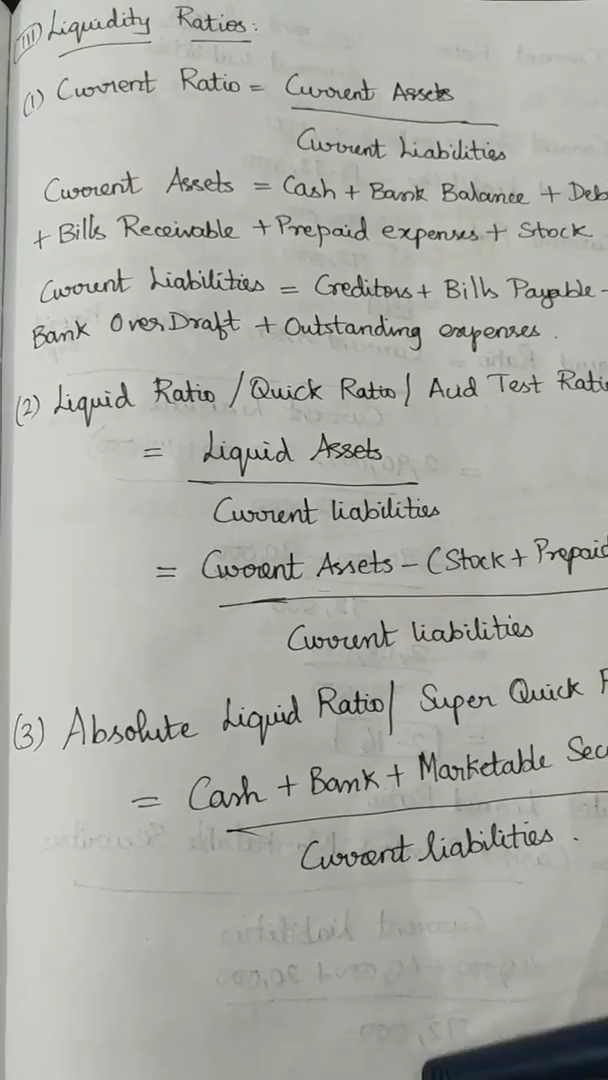 III) Liquidity Ratios:
(1) Current Ratio = Current Assets
Current Liabilities
Current Assets = Cash + Bank Balance + Deb
+ Bills Receivable + Prepaid expenses + Stock
Current Liabilities = Creditors + Bills Payable -
Bank OverDraft + Outstanding expenses.
(2) Liquid Ratio / Quick Ratio / Acid Test Ratio
= Liquid Assets
Current liabilities
= Current Assets - (Stock + Prepaid
Current liabilities
(3) Absolute Liquid Ratio / Super Quick R
= Cash + Bank + Marketable Secu
Current liabilities.